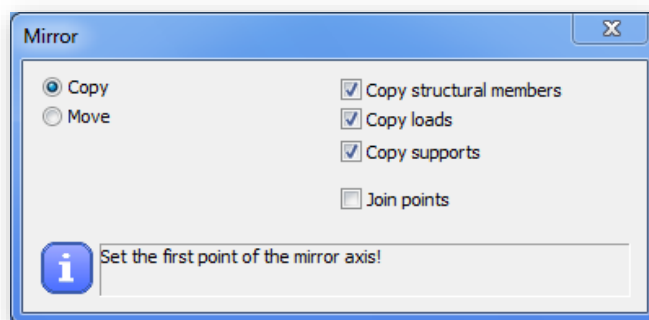 Mirror
Copy
Move
Copy structural members
Copy loads
Copy supports
Join points
Set the first point of the mirror axis!